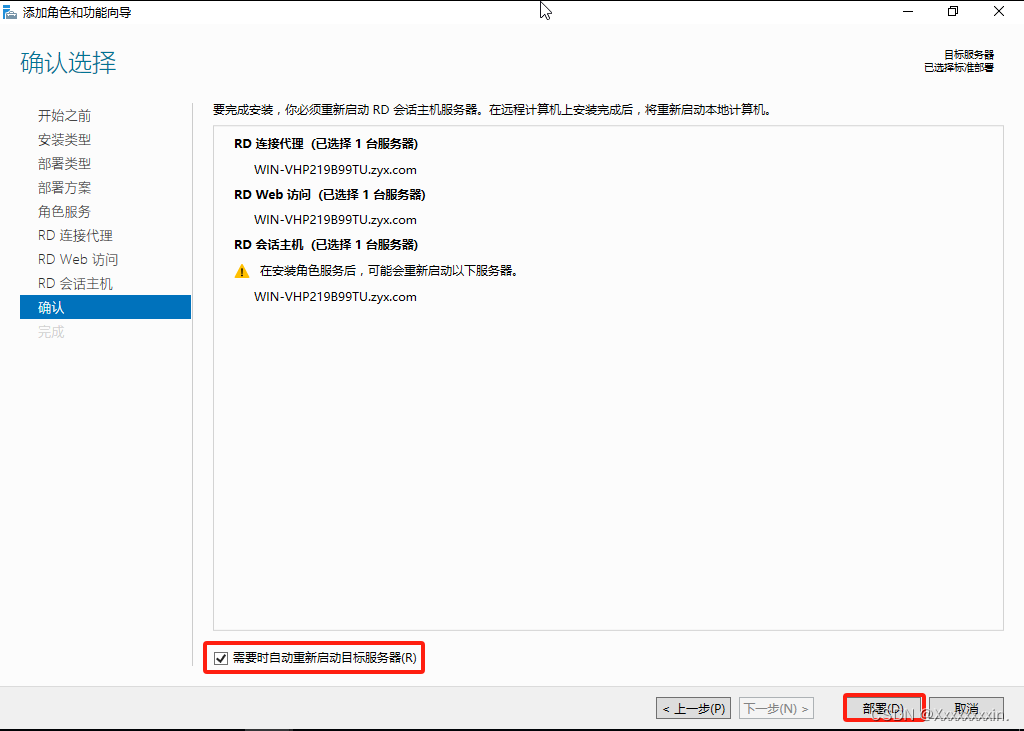 添加角色和功能向导
确认选择
目标服务器
已选择标准部署
开始之前
安装类型
部署类型
部署方案
角色服务
RD 连接代理
RD Web 访问
RD 会话主机
确认
完成
要完成安装，你必须重新启动 RD 会话主机服务器。在远程计算机上安装完成后，将重新启动本地计算机。
RD 连接代理 (已选择 1 台服务器)
WIN-VHP219B99TU.zyx.com
RD Web 访问 (已选择 1 台服务器)
WIN-VHP219B99TU.zyx.com
RD 会话主机 (已选择 1 台服务器)
在安装角色服务后，可能会重新启动以下服务器。
WIN-VHP219B99TU.zyx.com
需要时自动重新启动目标服务器(R)
< 上一步(P) 下一步(N) > 部署(D) 取消